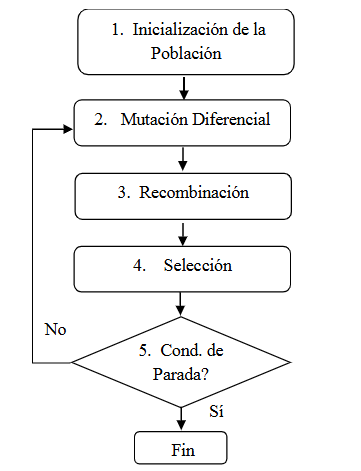 1. Inicialización de la
Población
2. Mutación Diferencial
3. Recombinación
4. Selección
No
5. Cond. de
Parada?
Sí
Fin